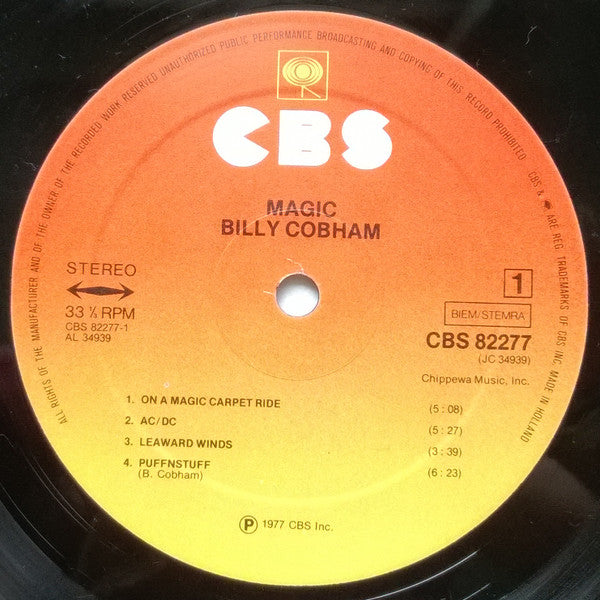 ALL RIGHTS OF THE MANUFACTURER AND OF THE OWNER OF THE RECORDED WORK RESERVED UNAUTHORIZED PUBLIC PERFORMANCE BROADCASTING AND COPYING OF THIS RECORD PROHIBITED CBS & ARE REG. TRADEMARKS OF CBS INC. MADE IN HOLLAND
CBS
MAGIC
BILLY COBHAM
STEREO
1
33 ⅓ RPM
BIEM/STEMRA
CBS 82277-1
AL 34939
CBS 82277
(JC 34939)
Chippewa Music, Inc.
1. ON A MAGIC CARPET RIDE (5 : 08)
2. AC/DC (5 : 27)
3. LEAWARD WINDS (3 : 39)
4. PUFFNSTUFF (6 : 23)
(B. Cobham)
Ⓟ 1977 CBS Inc.